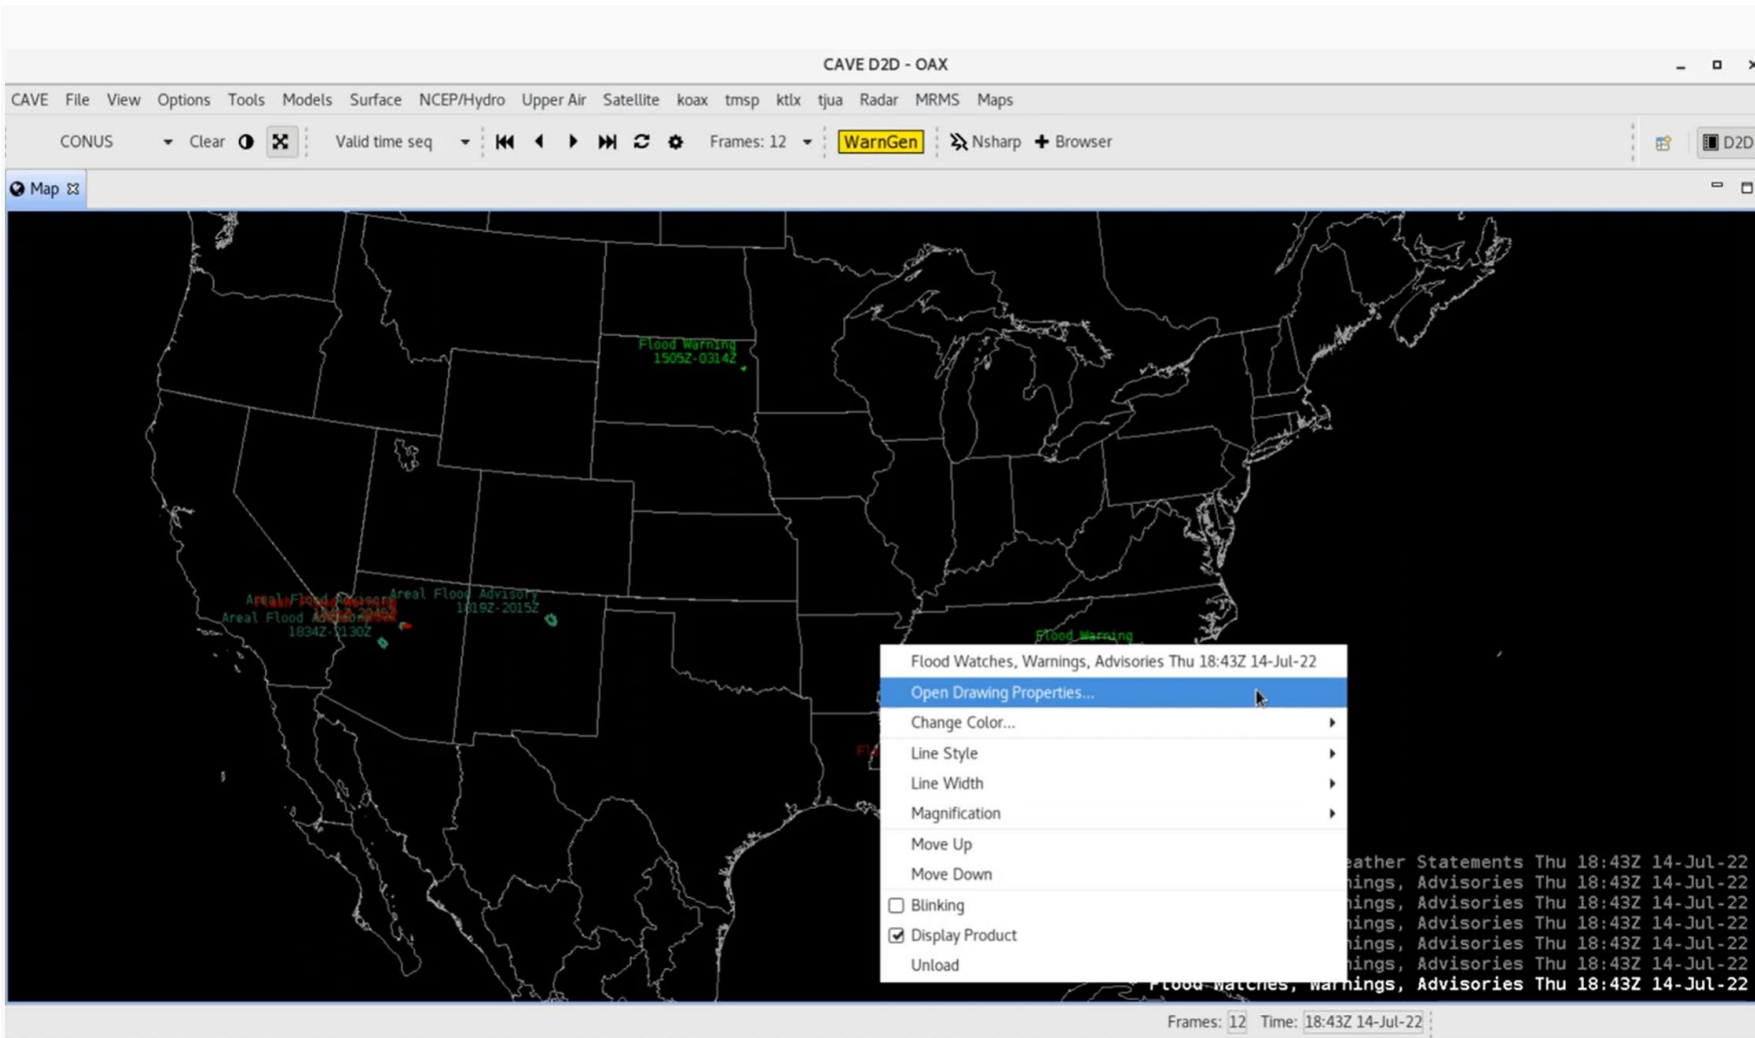 CAVE D2D - OAX
CAVE File View Options Tools Models Surface NCEP/Hydro Upper Air Satellite koax tmsp ktlx tjua Radar MRMS Maps
CONUS Clear Valid time seq Frames: 12 WarnGen Nsharp Browser D2D
Map
Flood Warning
1505Z-0314Z
Areal Flood Advisory
1819Z-2015Z
Areal Flood
1834Z-2130Z
Flood Warning
Flood Watches, Warnings, Advisories Thu 18:43Z 14-Jul-22
Open Drawing Properties...
Change Color...
Line Style
Line Width
Magnification
Move Up
Move Down
Blinking
Display Product
Unload
eather Statements Thu 18:43Z 14-Jul-22
nings, Advisories Thu 18:43Z 14-Jul-22
nings, Advisories Thu 18:43Z 14-Jul-22
nings, Advisories Thu 18:43Z 14-Jul-22
nings, Advisories Thu 18:43Z 14-Jul-22
nings, Advisories Thu 18:43Z 14-Jul-22
Flood Watches, Warnings, Advisories Thu 18:43Z 14-Jul-22
Frames: 12 Time: 18:43Z 14-Jul-22